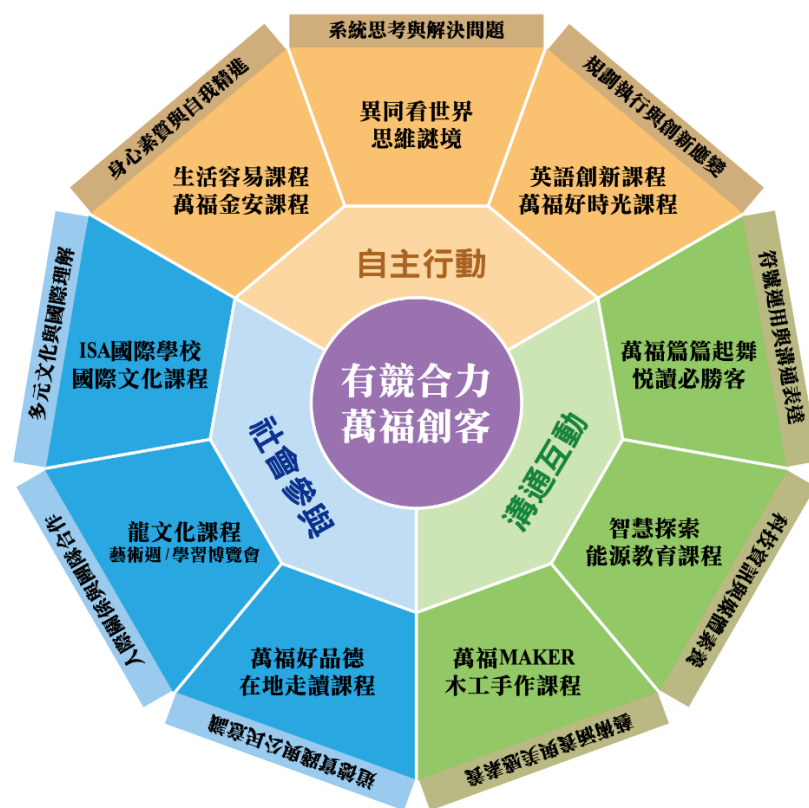 系統思考與解決問題
異同看世界
思維謎境
規劃執行與創新應變
英語創新課程
萬福好時光課程
符號運用與溝通表達
萬福篇篇起舞
悅讀必勝客
科技資訊與媒體素養
智慧探索
能源教育課程
藝術涵養與美感素養
萬福MAKER
木工手作課程
道德實踐與公民意識
萬福好品德
在地走讀課程
人際關係與團隊合作
龍文化課程
藝術週/學習博覽會
多元文化與國際理解
ISA國際學校
國際文化課程
身心素質與自我精進
生活容易課程
萬福金安課程
自主行動
溝通互動
社會參與
有競合力
萬福創客